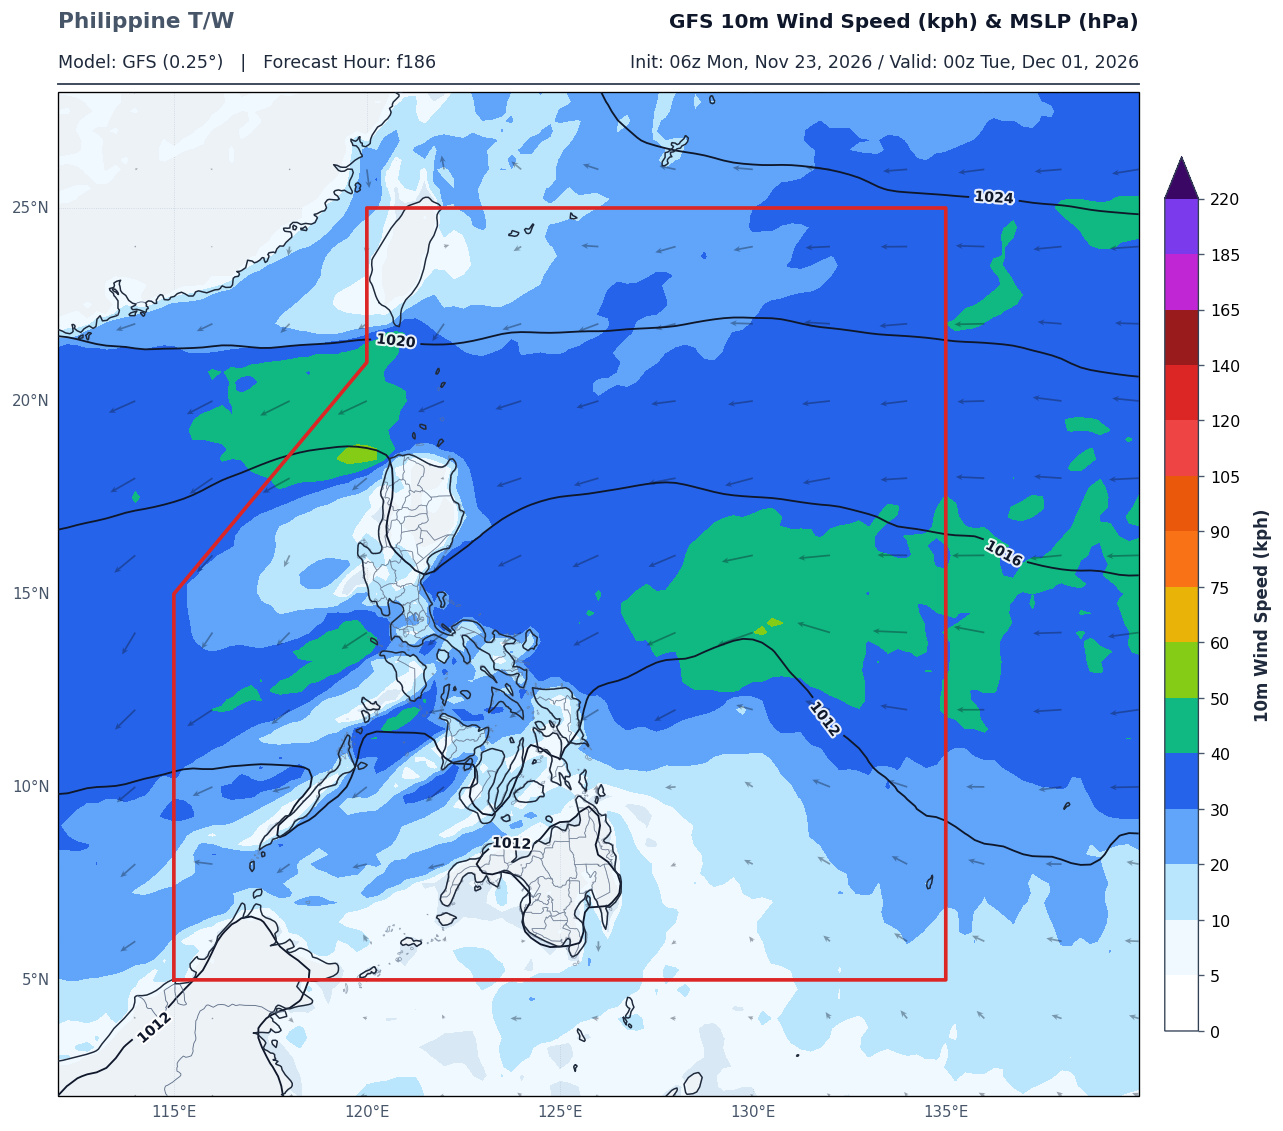 Philippine T/W
GFS 10m Wind Speed (kph) & MSLP (hPa)
Model: GFS (0.25°)   |   Forecast Hour: f186
Init: 06z Mon, Nov 23, 2026 / Valid: 00z Tue, Dec 01, 2026
1024
1020
1016
1012
1012
1012
25°N
20°N
15°N
10°N
5°N
115°E
120°E
125°E
130°E
135°E
220
185
165
140
120
105
90
75
60
50
40
30
20
10
5
0
10m Wind Speed (kph)